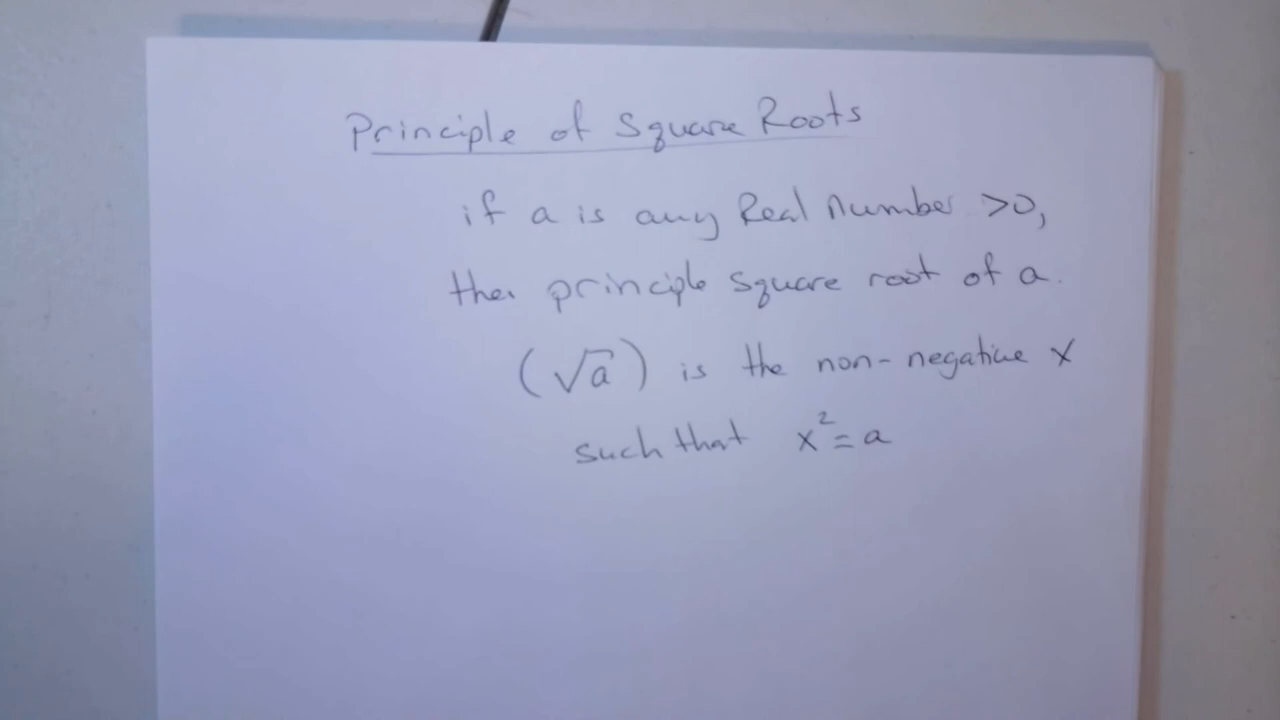 Principle of Square Roots
if a is any Real number >0,
the principle square root of a.
(√a) is the non-negative x
such that x²=a